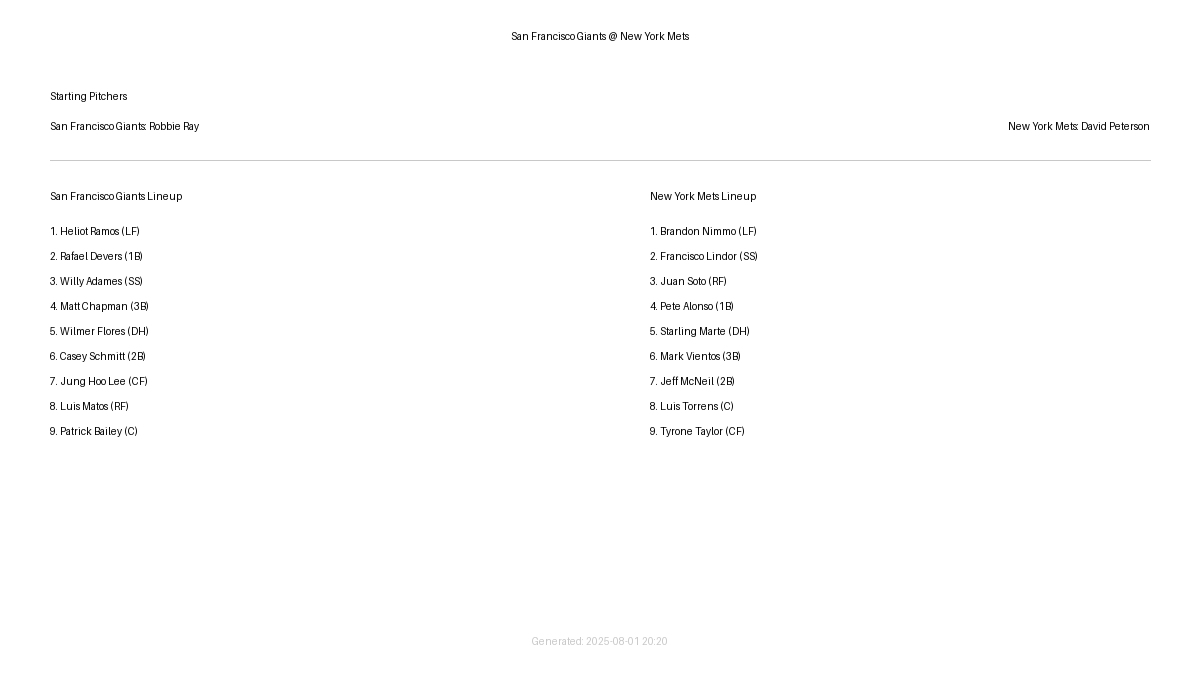 San Francisco Giants @ New York Mets
Starting Pitchers
San Francisco Giants: Robbie Ray
New York Mets: David Peterson
San Francisco Giants Lineup
1. Heliot Ramos (LF)
2. Rafael Devers (1B)
3. Willy Adames (SS)
4. Matt Chapman (3B)
5. Wilmer Flores (DH)
6. Casey Schmitt (2B)
7. Jung Hoo Lee (CF)
8. Luis Matos (RF)
9. Patrick Bailey (C)
New York Mets Lineup
1. Brandon Nimmo (LF)
2. Francisco Lindor (SS)
3. Juan Soto (RF)
4. Pete Alonso (1B)
5. Starling Marte (DH)
6. Mark Vientos (3B)
7. Jeff McNeil (2B)
8. Luis Torrens (C)
9. Tyrone Taylor (CF)
Generated: 2025-08-01 20:20